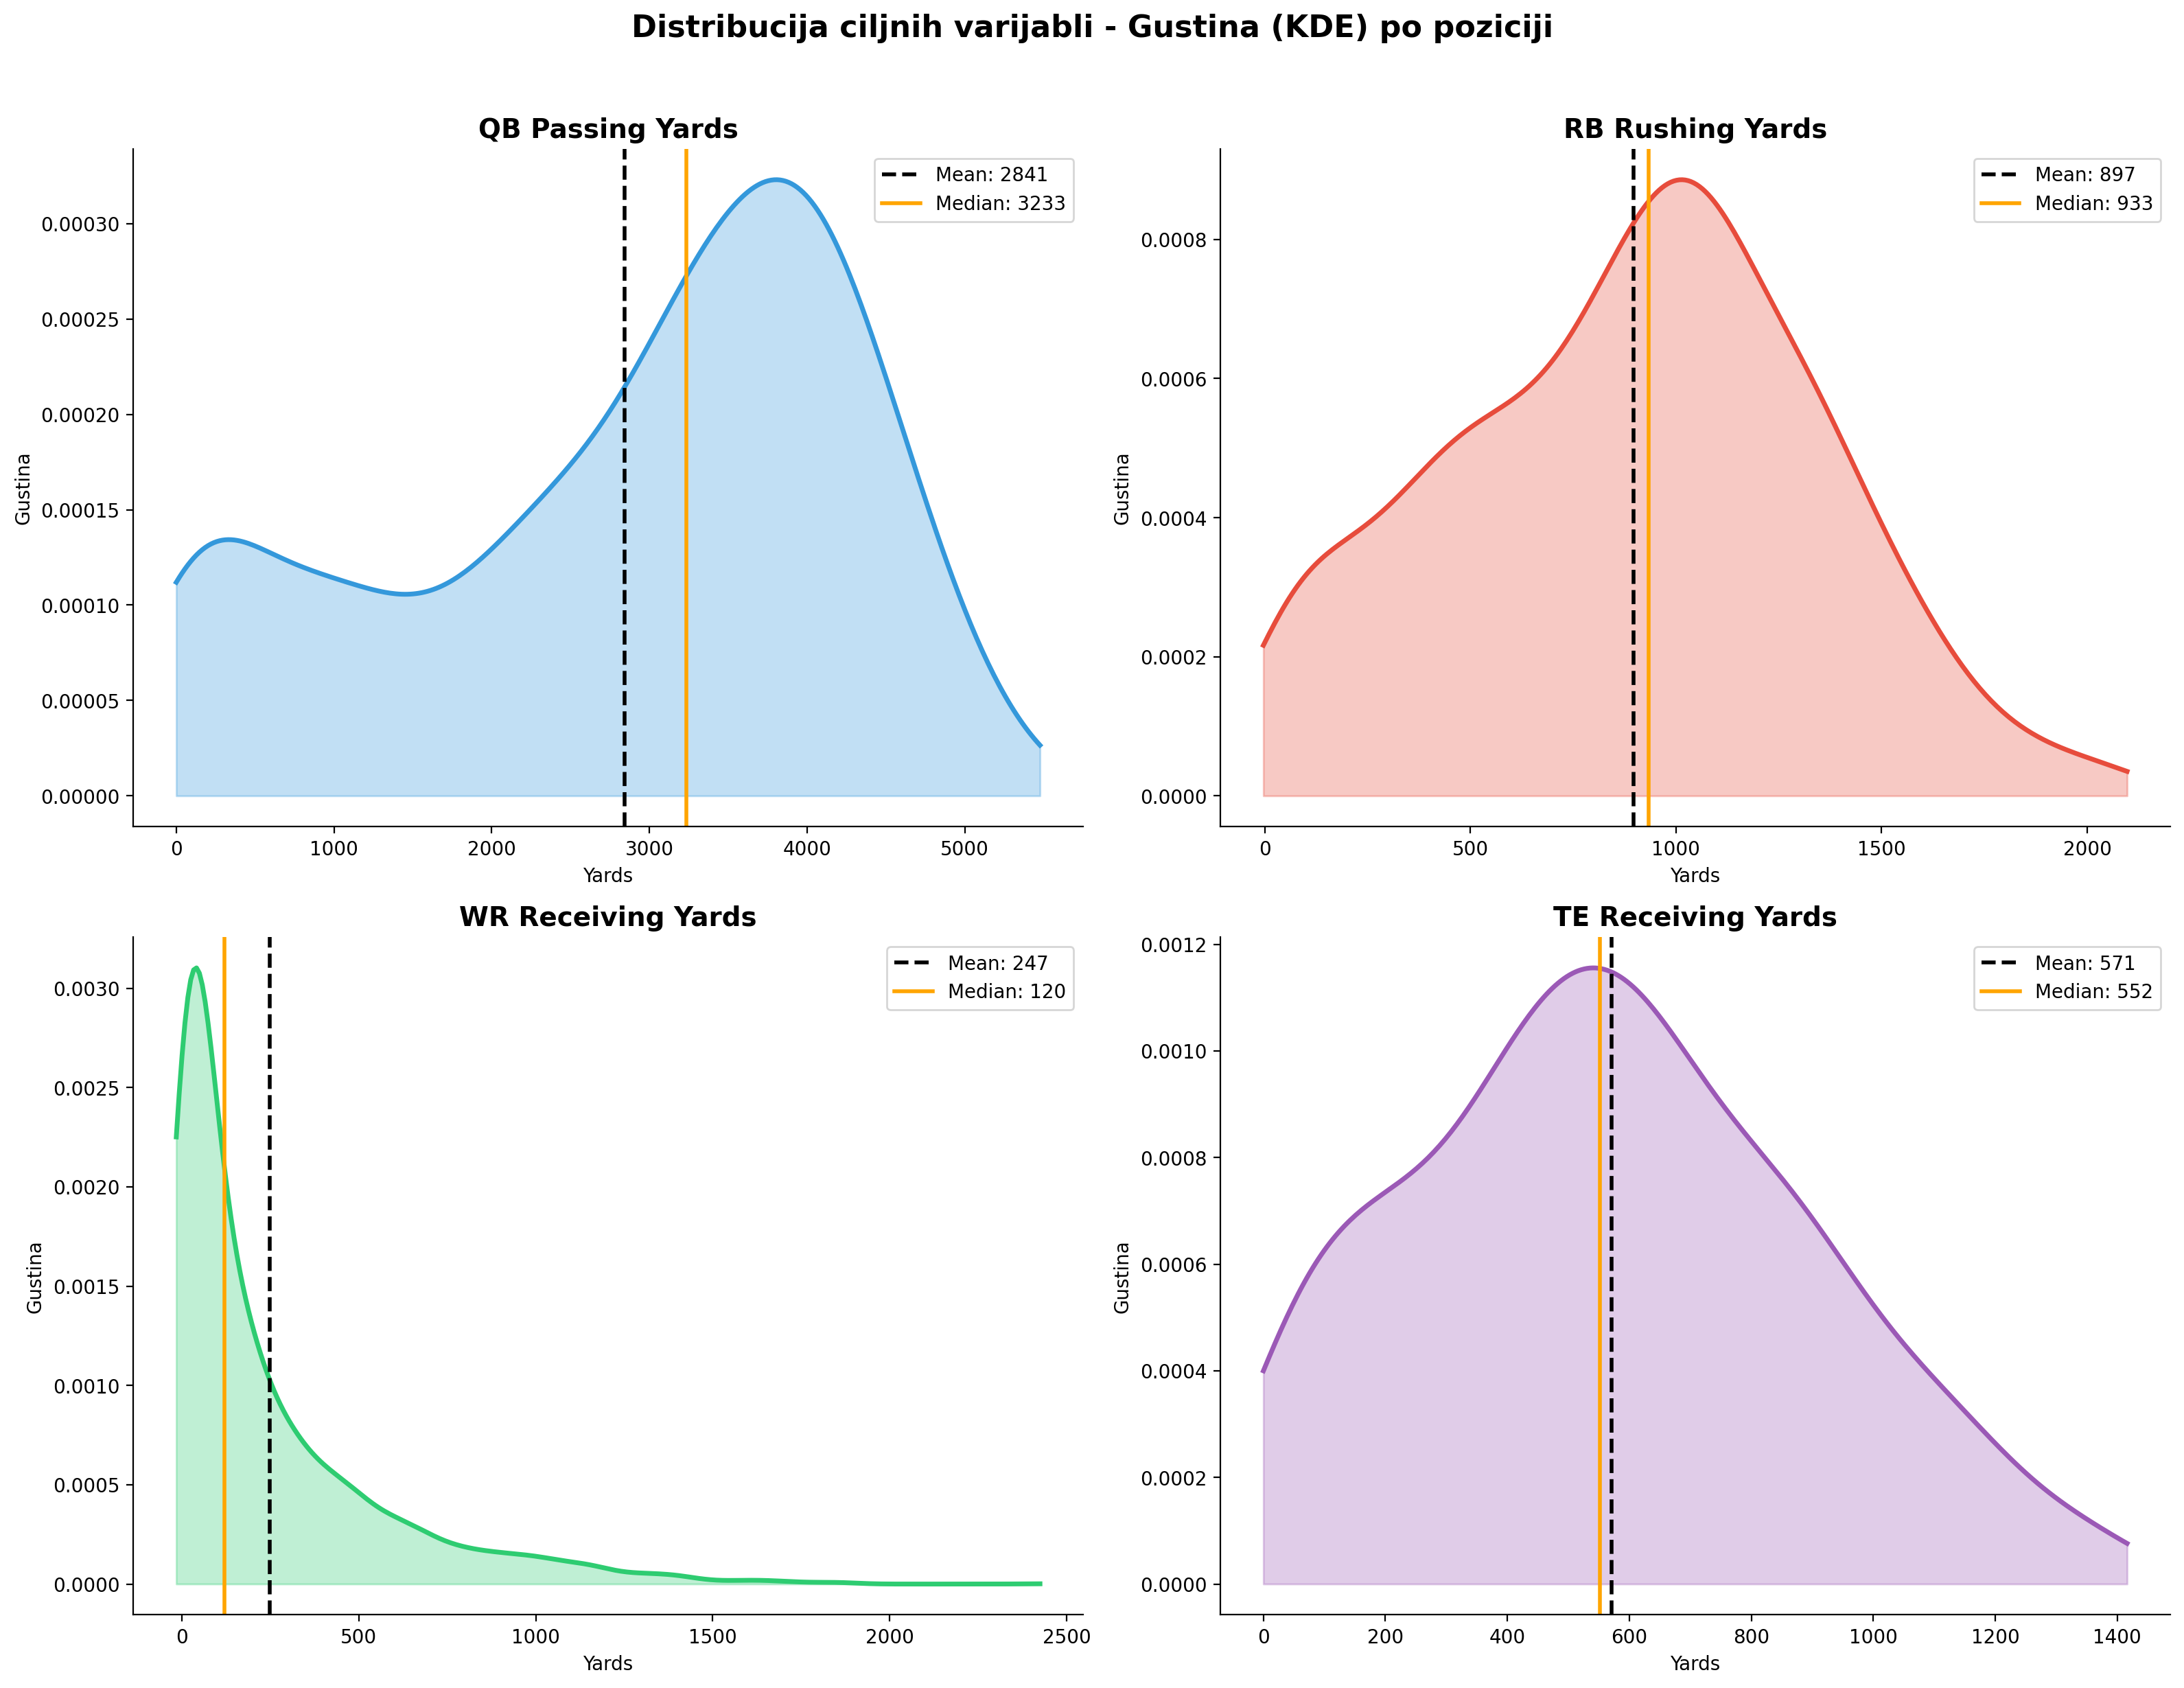 Distribucija ciljnih varijabli - Gustina (KDE) po poziciji
QB Passing Yards
Mean: 2841
Median: 3233
0.00030
0.00025
0.00020
0.00015
0.00010
0.00005
0.00000
Gustina
0 1000 2000 3000 4000 5000
Yards
RB Rushing Yards
Mean: 897
Median: 933
0.0008
0.0006
0.0004
0.0002
0.0000
Gustina
0 500 1000 1500 2000
Yards
WR Receiving Yards
Mean: 247
Median: 120
0.0030
0.0025
0.0020
0.0015
0.0010
0.0005
0.0000
Gustina
0 500 1000 1500 2000 2500
Yards
TE Receiving Yards
Mean: 571
Median: 552
0.0012
0.0010
0.0008
0.0006
0.0004
0.0002
0.0000
Gustina
0 200 400 600 800 1000 1200 1400
Yards